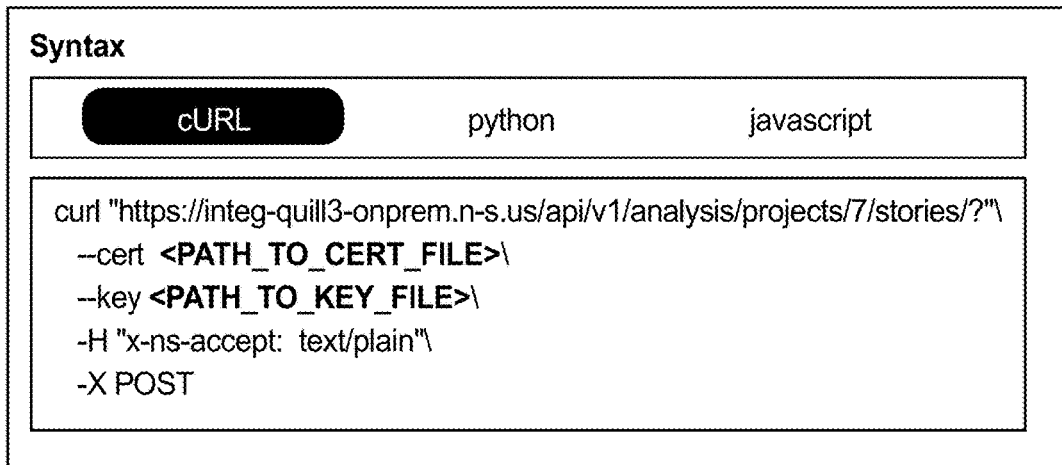 Syntax
cURL python javascript
curl "https://integ-quill3-onprem.n-s.us/api/v1/analysis/projects/7/stories/?"\
--cert <PATH_TO_CERT_FILE>\
--key <PATH_TO_KEY_FILE>\
-H "x-ns-accept: text/plain"\
-X POST